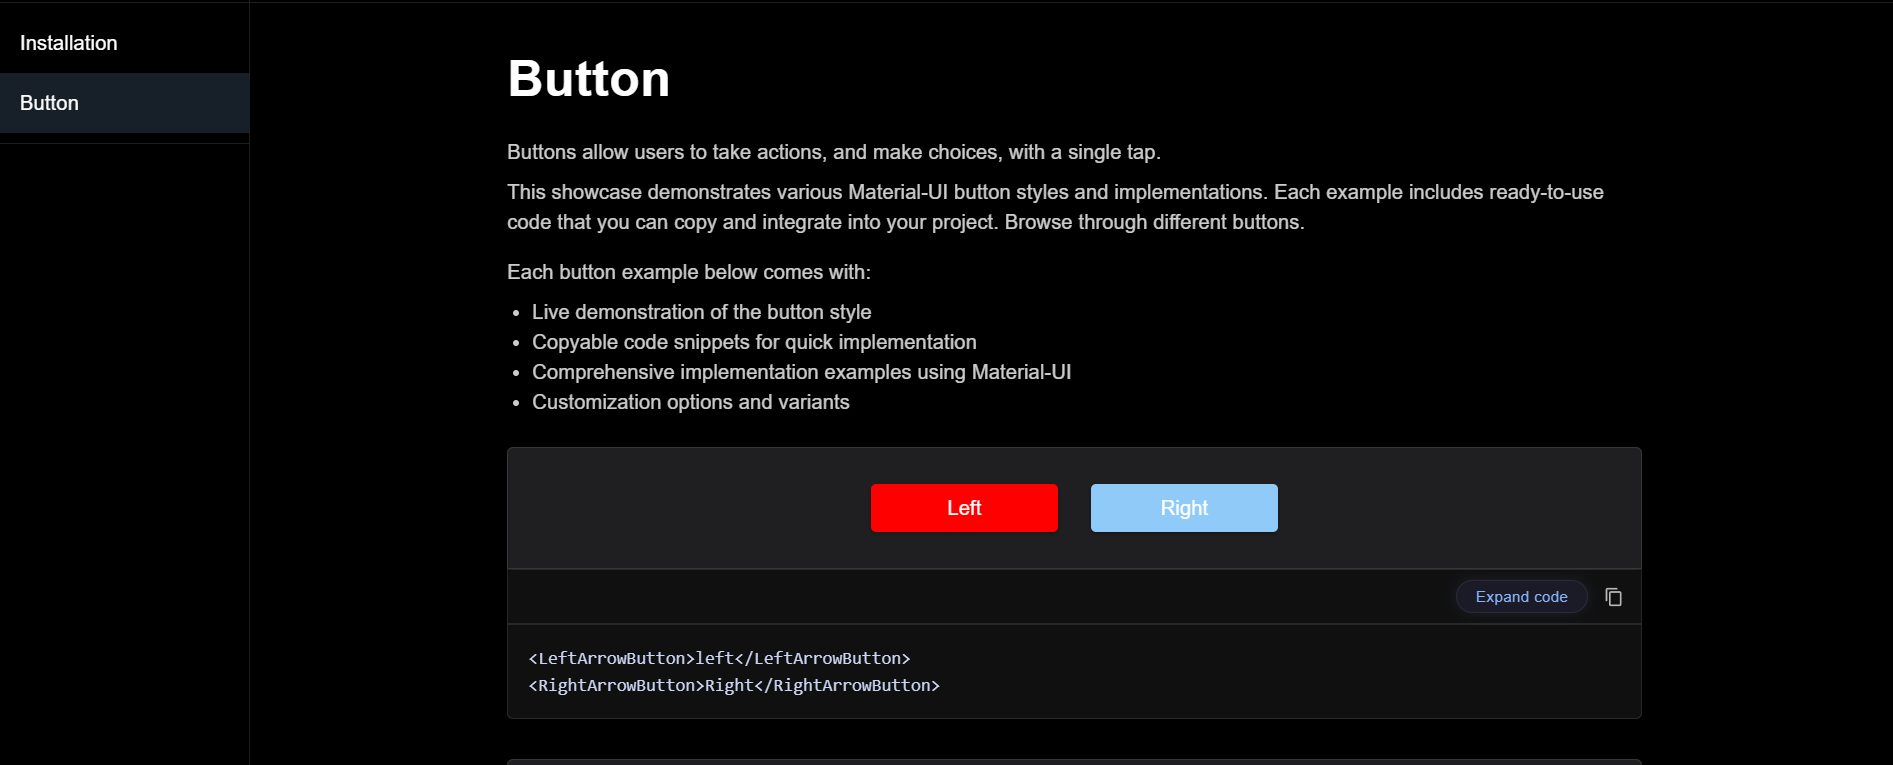 Installation
Button
Button
Buttons allow users to take actions, and make choices, with a single tap.
This showcase demonstrates various Material-UI button styles and implementations. Each example includes ready-to-use
code that you can copy and integrate into your project. Browse through different buttons.
Each button example below comes with:
• Live demonstration of the button style
• Copyable code snippets for quick implementation
• Comprehensive implementation examples using Material-UI
• Customization options and variants
Left Right
Expand code
<LeftArrowButton>left</LeftArrowButton>
<RightArrowButton>Right</RightArrowButton>